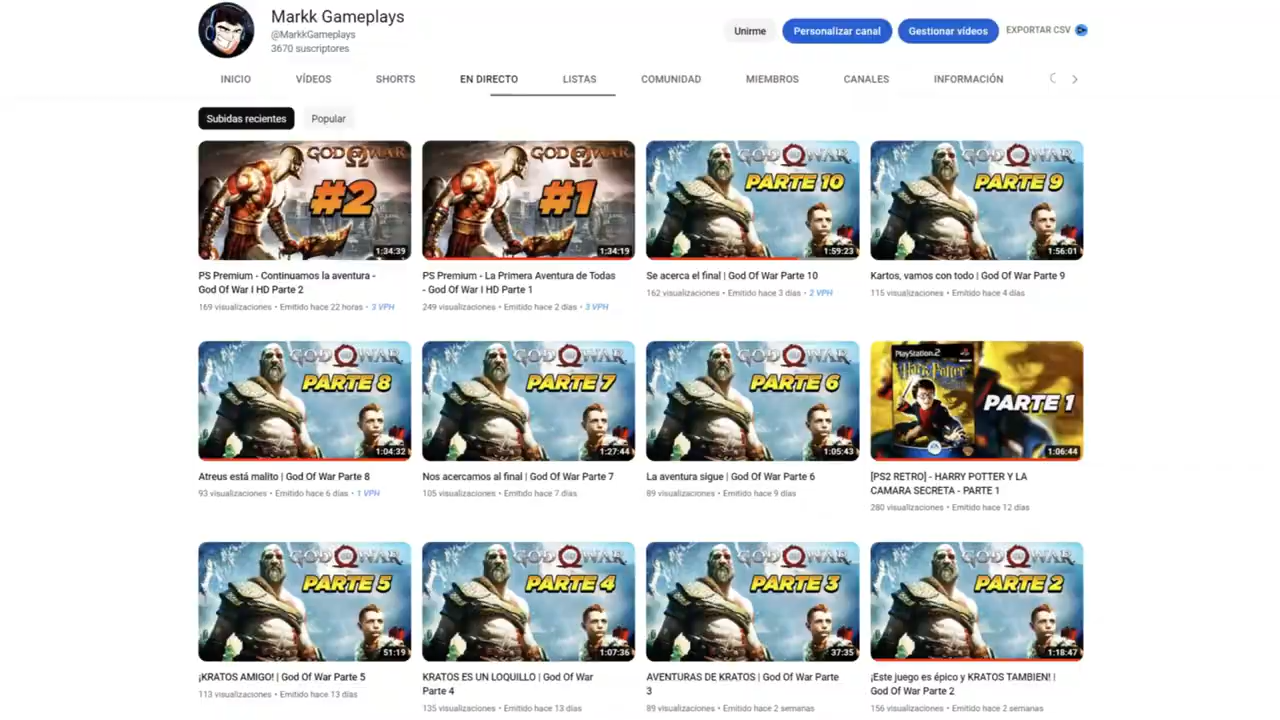 Markk Gameplays
@MarkkGameplays
3670 suscriptores
Unirme
Personalizar canal
Gestionar vídeos
EXPORTAR CSV
INICIO
VÍDEOS
SHORTS
EN DIRECTO
LISTAS
COMUNIDAD
MIEMBROS
CANALES
INFORMACIÓN
Subidas recientes
Popular
GOD OF WAR
#2
1:34:39
PS Premium - Continuamos la aventura -
God Of War I HD Parte 2
169 visualizaciones • Emitido hace 22 horas • 3 VPH
GOD OF WAR
#1
1:34:19
PS Premium - La Primera Aventura de Todas
- God Of War I HD Parte 1
249 visualizaciones • Emitido hace 2 días • 3 VPH
GOD OF WAR
PARTE 10
1:59:23
Se acerca el final | God Of War Parte 10
162 visualizaciones • Emitido hace 3 días • 2 VPH
GOD OF WAR
PARTE 9
1:56:01
Kartos, vamos con todo | God Of War Parte 9
115 visualizaciones • Emitido hace 4 días
GOD OF WAR
PARTE 8
1:04:32
Atreus está malito | God Of War Parte 8
93 visualizaciones • Emitido hace 6 días • 1 VPH
GOD OF WAR
PARTE 7
1:27:44
Nos acercamos al final | God Of War Parte 7
105 visualizaciones • Emitido hace 7 días
GOD OF WAR
PARTE 6
1:05:43
La aventura sigue | God Of War Parte 6
89 visualizaciones • Emitido hace 9 días
PlayStation.2
Harry Potter
PARTE 1
1:06:44
[PS2 RETRO] - HARRY POTTER Y LA
CAMARA SECRETA - PARTE 1
280 visualizaciones • Emitido hace 12 días
GOD OF WAR
PARTE 5
51:19
¡KRATOS AMIGO! | God Of War Parte 5
113 visualizaciones • Emitido hace 13 días
GOD OF WAR
PARTE 4
1:07:36
KRATOS ES UN LOQUILLO | God Of War
Parte 4
135 visualizaciones • Emitido hace 13 días
GOD OF WAR
PARTE 3
37:35
AVENTURAS DE KRATOS | God Of War Parte
3
89 visualizaciones • Emitido hace 2 semanas
GOD OF WAR
PARTE 2
1:18:47
¡Este juego es épico y KRATOS TAMBIEN! |
God Of War Parte 2
156 visualizaciones • Emitido hace 2 semanas